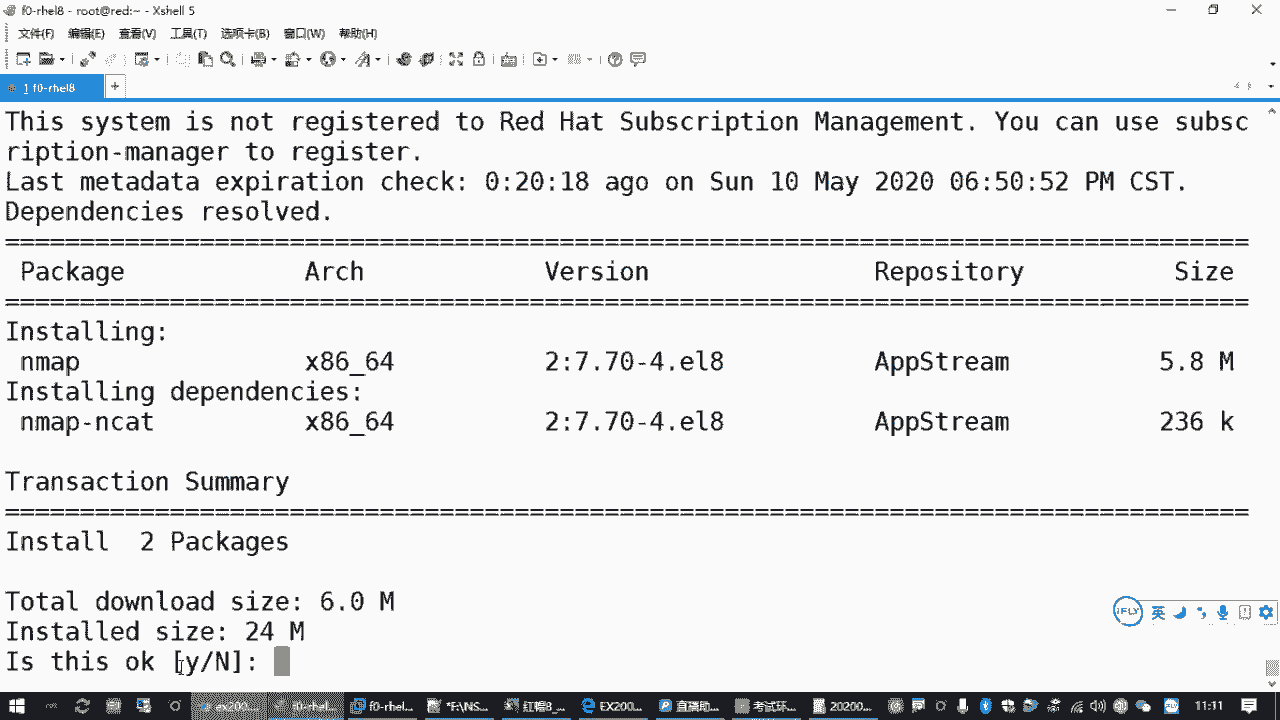 f0-rhel8 - root@red:~ - Xshell 5
文件(F) 编辑(E) 查看(V) 工具(T) 选项卡(B) 窗口(W) 帮助(H)
1 f0-rhel8
This system is not registered to Red Hat Subscription Management. You can use subsc
ription-manager to register.
Last metadata expiration check: 0:20:18 ago on Sun 10 May 2020 06:50:52 PM CST.
Dependencies resolved.
================================================================================
Package Arch Version Repository Size
================================================================================
Installing:
nmap x86_64 2:7.70-4.el8 AppStream 5.8 M
Installing dependencies:
nmap-ncat x86_64 2:7.70-4.el8 AppStream 236 k
Transaction Summary
================================================================================
Install 2 Packages
Total download size: 6.0 M
Installed size: 24 M
Is this ok [y/N]:
iFLY 英
ex200... f0-rhe... f0-rhel... *F:\NS... 红帽8_... EX200... 直播助... 考试环... 20200... 11:11